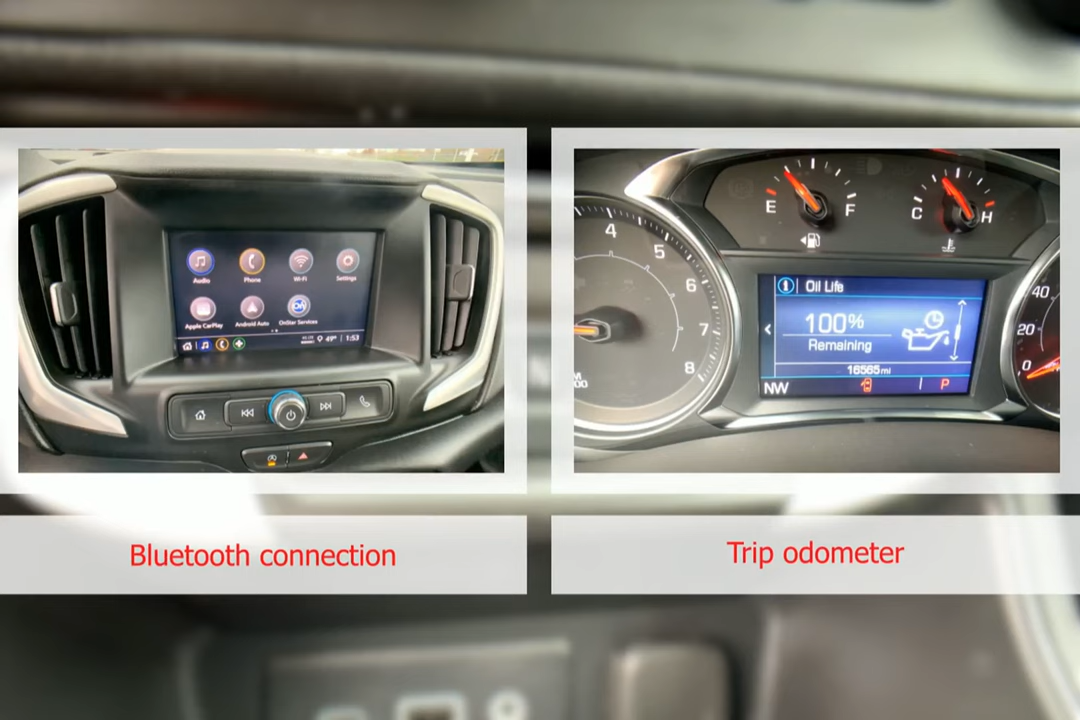 Audio
Phone
Wi-Fi
Settings
Apple CarPlay
Android Auto
OnStar Services
49° 1:53
E F
C H
4
5
6
7
8
Oil Life
100%
Remaining
16565 mi
NW
P
40
20
0
Bluetooth connection
Trip odometer